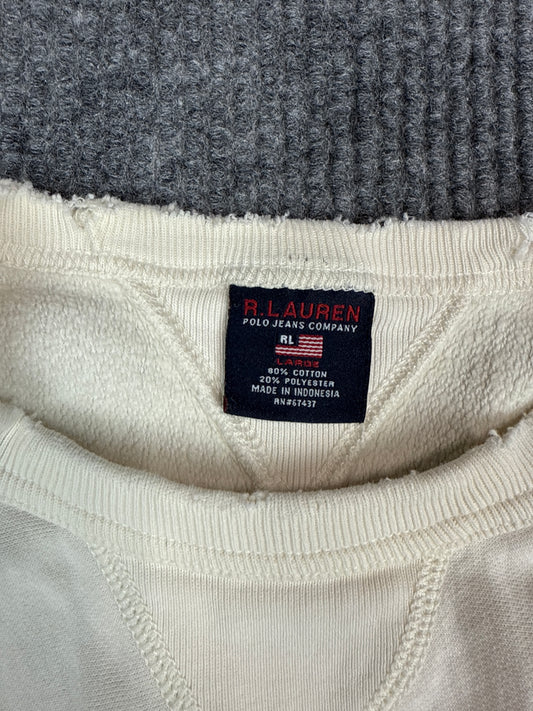 R.LAUREN
POLO JEANS COMPANY
RL
LARGE
80% COTTON
20% POLYESTER
MADE IN INDONESIA
RN#67437